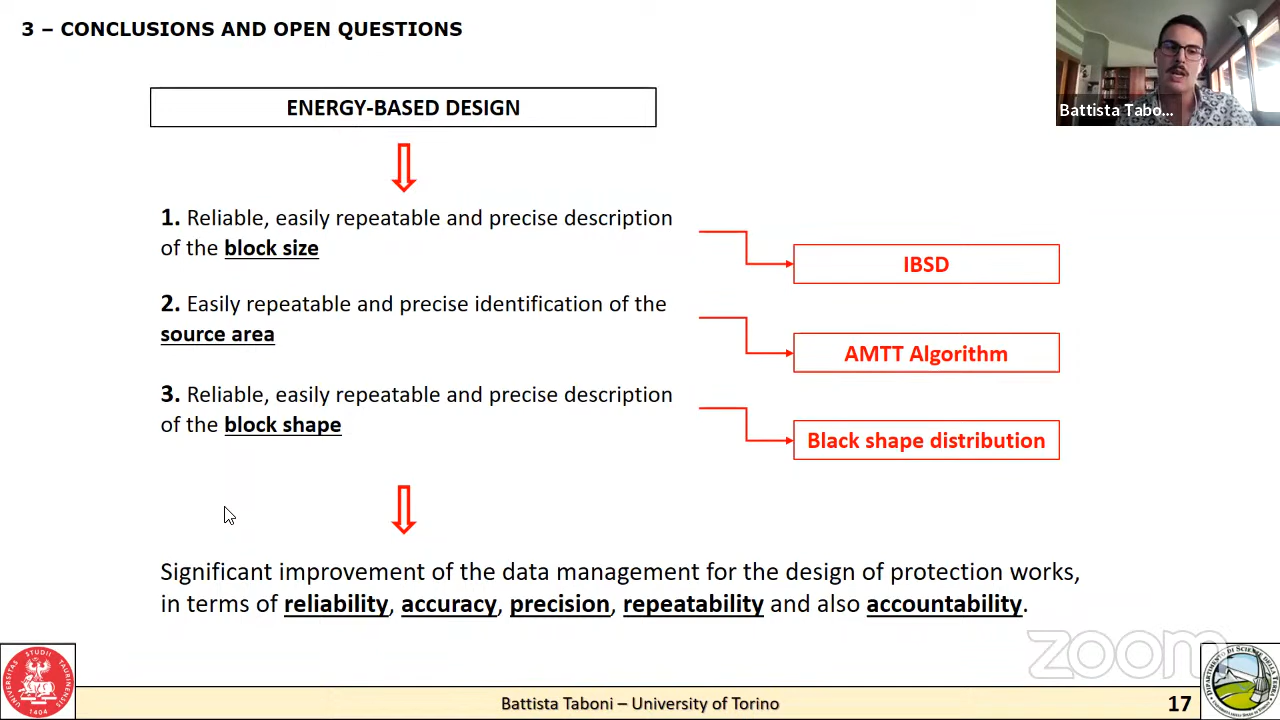 3 – CONCLUSIONS AND OPEN QUESTIONS
Battista Tabo...
ENERGY-BASED DESIGN
1. Reliable, easily repeatable and precise description
of the block size
IBSD
2. Easily repeatable and precise identification of the
source area
AMTT Algorithm
3. Reliable, easily repeatable and precise description
of the block shape
Black shape distribution
Significant improvement of the data management for the design of protection works,
in terms of reliability, accuracy, precision, repeatability and also accountability.
zoom
UNIVERSITAS STUDII TAURINENSIS
1404
Battista Taboni – University of Torino
17